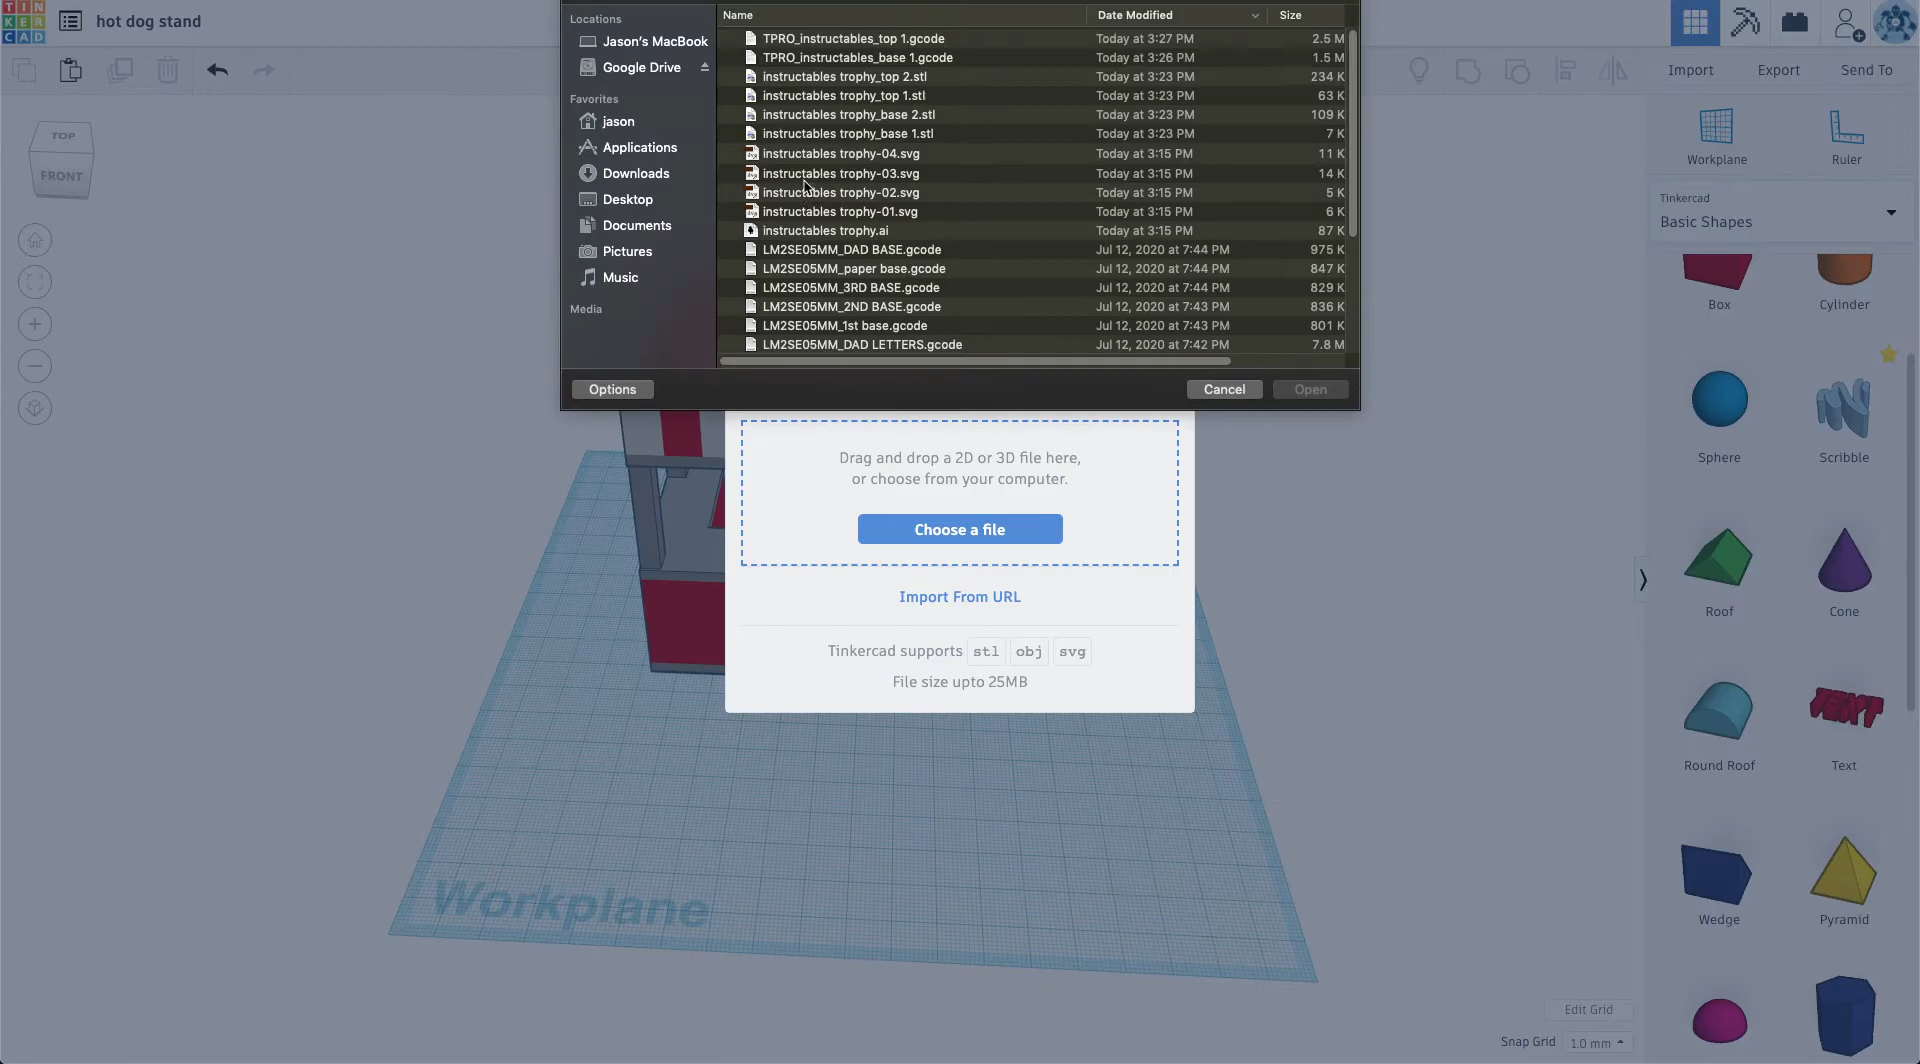 TIN
KER
CAD
hot dog stand
Locations
Jason's MacBook
Google Drive
Favorites
jason
Applications
Downloads
Desktop
Documents
Pictures
Music
Media
Name Date Modified Size
TPRO_instructables_top 1.gcode Today at 3:27 PM 2.5 M
TPRO_instructables_base 1.gcode Today at 3:26 PM 1.5 M
instructables trophy_top 2.stl Today at 3:23 PM 234 K
instructables trophy_top 1.stl Today at 3:23 PM 63 K
instructables trophy_base 2.stl Today at 3:23 PM 109 K
instructables trophy_base 1.stl Today at 3:23 PM 7 K
instructables trophy-04.svg Today at 3:15 PM 11 K
instructables trophy-03.svg Today at 3:15 PM 14 K
instructables trophy-02.svg Today at 3:15 PM 5 K
instructables trophy-01.svg Today at 3:15 PM 6 K
instructables trophy.ai Today at 3:15 PM 87 K
LM2SE05MM_DAD BASE.gcode Jul 12, 2020 at 7:44 PM 975 K
LM2SE05MM_paper base.gcode Jul 12, 2020 at 7:44 PM 847 K
LM2SE05MM_3RD BASE.gcode Jul 12, 2020 at 7:44 PM 829 K
LM2SE05MM_2ND BASE.gcode Jul 12, 2020 at 7:43 PM 836 K
LM2SE05MM_1st base.gcode Jul 12, 2020 at 7:43 PM 801 K
LM2SE05MM_DAD LETTERS.gcode Jul 12, 2020 at 7:42 PM 7.8 M
Options Cancel Open
Import Export Send To
TOP
FRONT
Workplane Ruler
Tinkercad
Basic Shapes
Box Cylinder
Sphere Scribble
Roof Cone
TEXT
Round Roof Text
Wedge Pyramid
Drag and drop a 2D or 3D file here,
or choose from your computer.
Choose a file
Import From URL
Tinkercad supports stl obj svg
File size upto 25MB
Workplane
Edit Grid
Snap Grid 1.0 mm